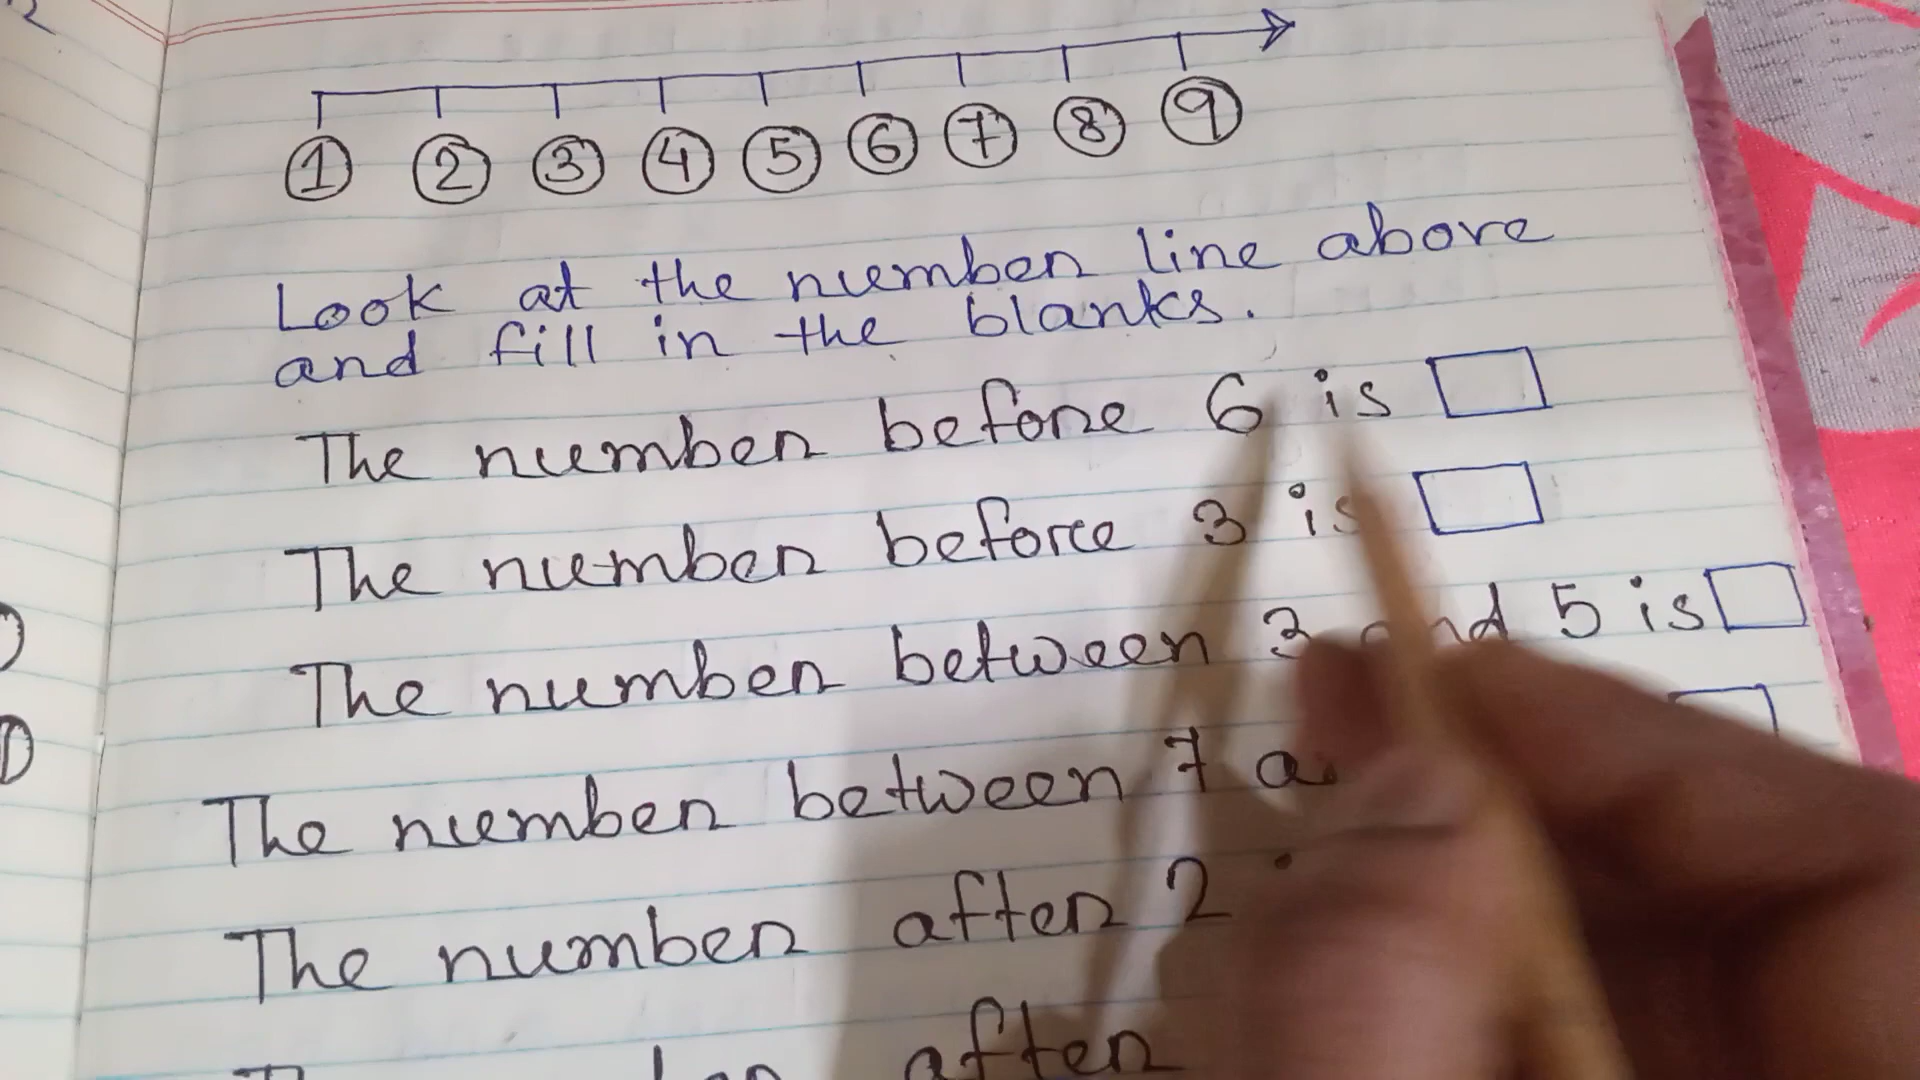 1 2 3 4 5 6 7 8 9
Look at the number line above
and fill in the blanks.
The number before 6 is
The number before 3 is
The number between 3 and 5 is
The number between 7
The number after 2
after